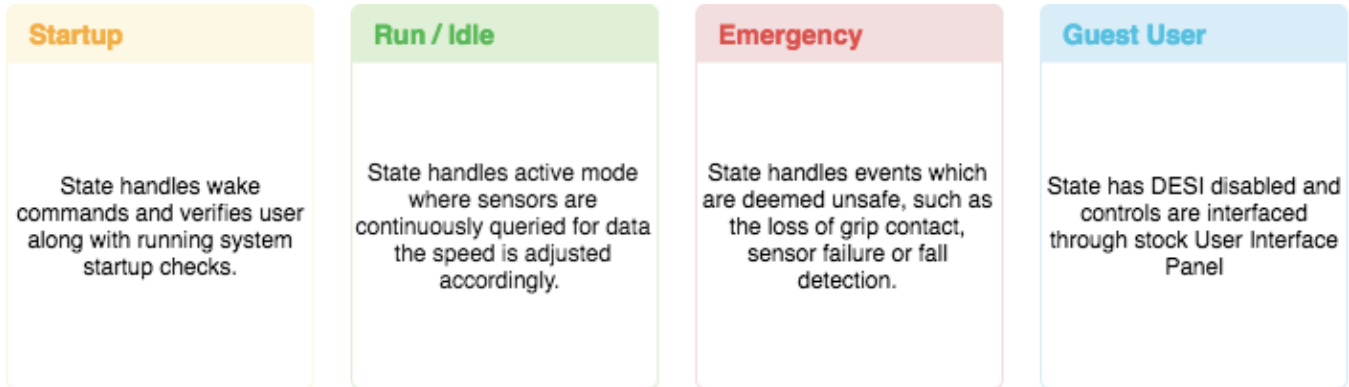 Startup
State handles wake
commands and verifies user
along with running system
startup checks.
Run / Idle
State handles active mode
where sensors are
continuously queried for data
the speed is adjusted
accordingly.
Emergency
State handles events which
are deemed unsafe, such as
the loss of grip contact,
sensor failure or fall
detection.
Guest User
State has DESI disabled and
controls are interfaced
through stock User Interface
Panel